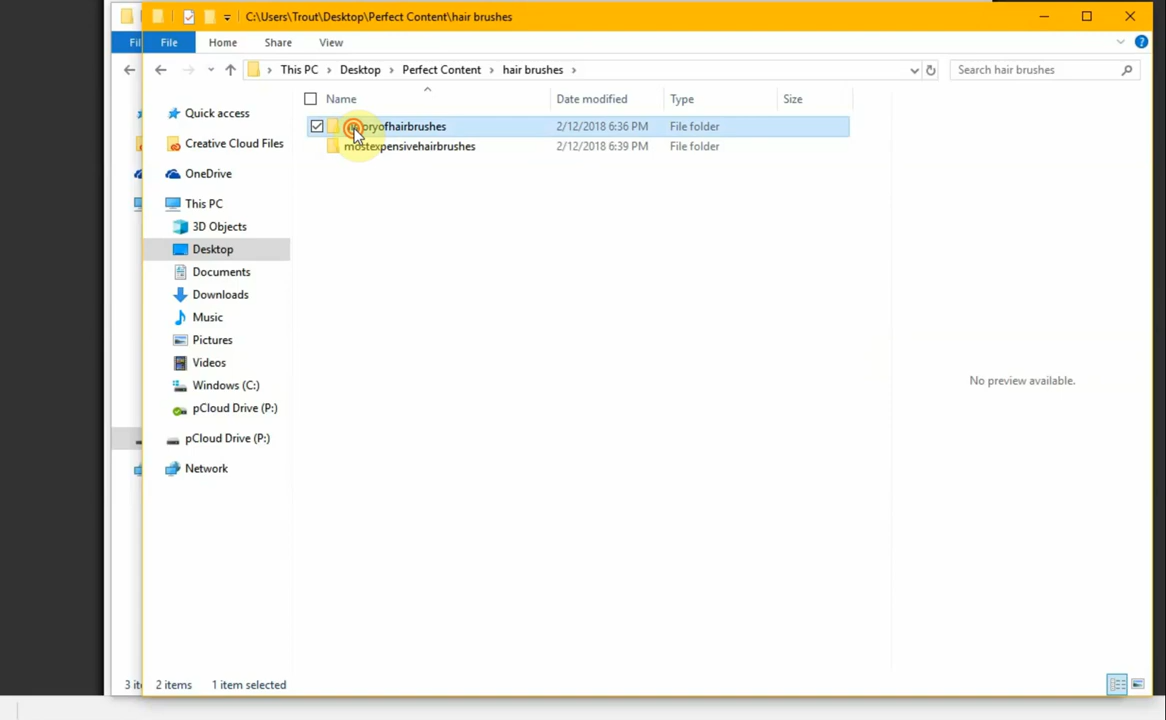 C:\Users\Trout\Desktop\Perfect Content\hair brushes
Fil
File Home Share View
This PC Desktop Perfect Content hair brushes
Search hair brushes
Name Date modified Type Size
2/12/2018 6:36 PM File folder
mostexpensivehairbrushes 2/12/2018 6:39 PM File folder
Quick access
Creative Cloud Files
OneDrive
This PC
3D Objects
Desktop
Documents
Downloads
Music
Pictures
Videos
Windows (C:)
pCloud Drive (P:)
pCloud Drive (P:)
Network
No preview available.
3 it 2 items 1 item selected